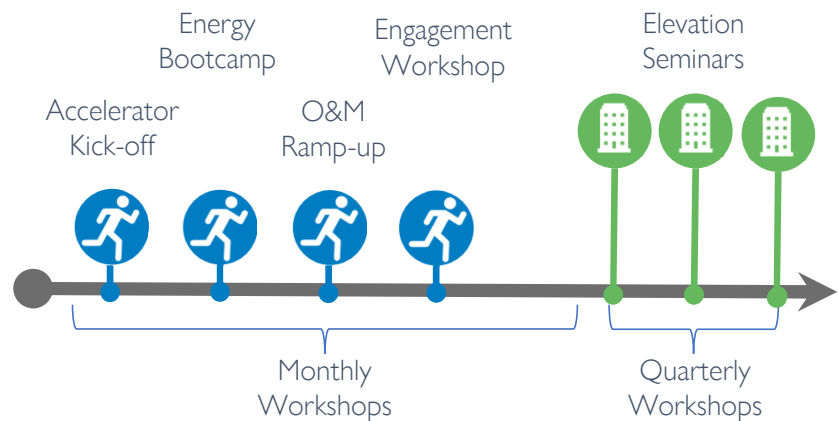 Energy
Bootcamp
Engagement
Workshop
Elevation
Seminars
Accelerator
Kick-off
O&M
Ramp-up
Monthly
Workshops
Quarterly
Workshops